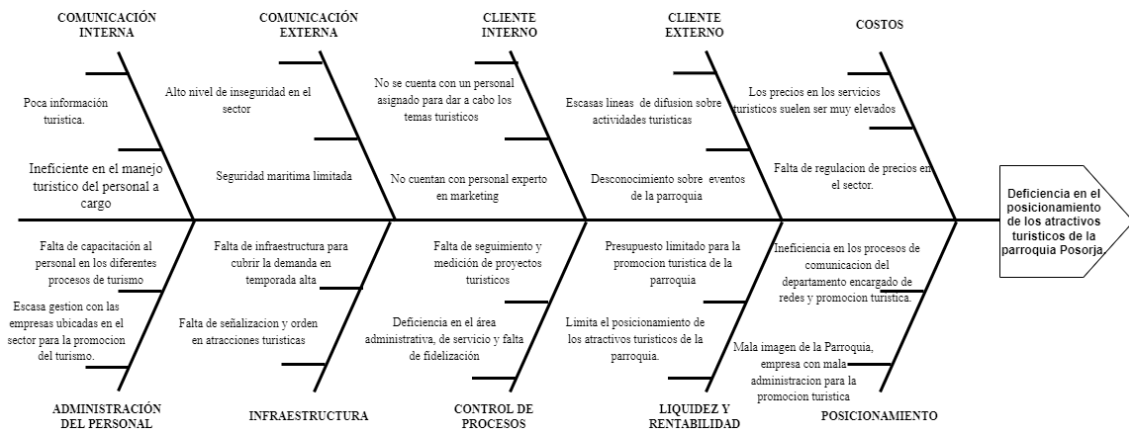 COMUNICACIÓN
INTERNA
COMUNICACIÓN
EXTERNA
CLIENTE
INTERNO
CLIENTE
EXTERNO
COSTOS
Poca información
turistica.
Ineficiente en el manejo
turistico del personal a
cargo
Alto nivel de inseguridad en el
sector
Seguridad maritima limitada
No se cuenta con un personal
asignado para dar a cabo los
temas turisticos
No cuentan con personal experto
en marketing
Escasas lineas de difusion sobre
actividades turisticas
Desconocimiento sobre eventos
de la parroquia
Los precios en los servicios
turisticos suelen ser muy elevados
Falta de regulacion de precios en
el sector.
Deficiencia en el
posicionamiento
de los atractivos
turisticos de la
parroquia Posorja.
Falta de capacitación al
personal en los diferentes
procesos de turismo
Escasa gestion con las
empresas ubicadas en el
sector para la promocion
del turismo.
Falta de infraestructura para
cubrir la demanda en
temporada alta
Falta de señalizacion y orden
en atracciones turisticas
Falta de seguimiento y
medición de proyectos
turisticos
Deficiencia en el área
administrativa, de servicio y falta
de fidelización
Presupuesto limitado para la
promocion turistica de la
parroquia
Limita el posicionamiento de
los atractivos turisticos de la
parroquia.
Ineficiencia en los procesos de
comunicacion del
departamento encargado de
redes y promocion turistica.
Mala imagen de la Parroquia,
empresa con mala
administracion para la
promocion turistica
ADMINISTRACIÓN
DEL PERSONAL
INFRAESTRUCTURA
CONTROL DE
PROCESOS
LIQUIDEZ Y
RENTABILIDAD
POSICIONAMIENTO